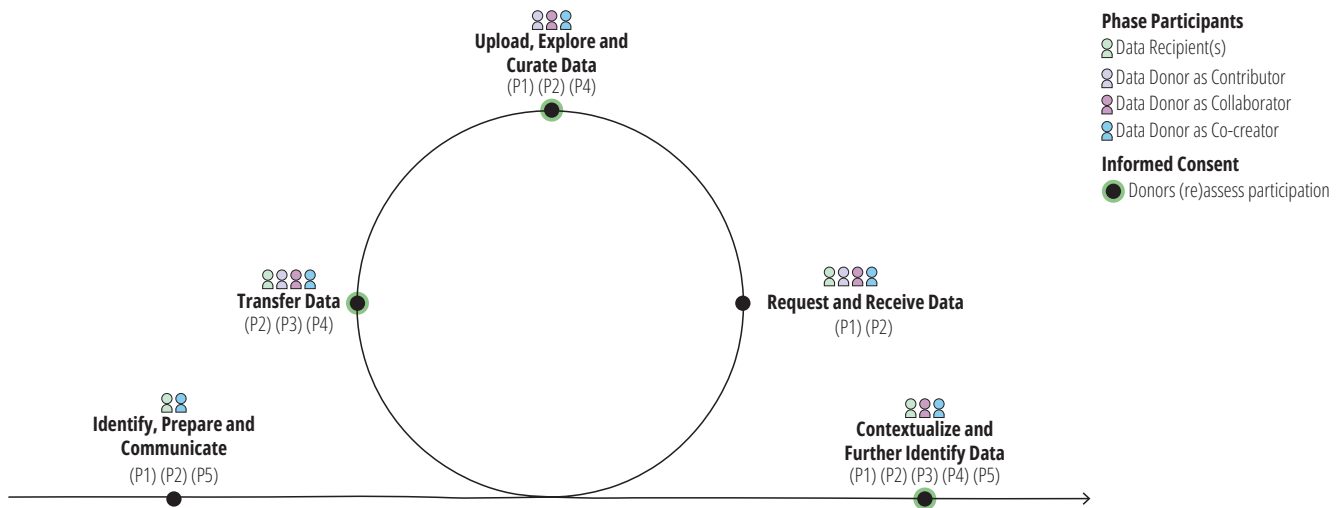 Upload, Explore and
Curate Data
(P1) (P2) (P4)
Transfer Data
(P2) (P3) (P4)
Request and Receive Data
(P1) (P2)
Identify, Prepare and
Communicate
(P1) (P2) (P5)
Contextualize and
Further Identify Data
(P1) (P2) (P3) (P4) (P5)
Phase Participants
Data Recipient(s)
Data Donor as Contributor
Data Donor as Collaborator
Data Donor as Co-creator
Informed Consent
Donors (re)assess participation